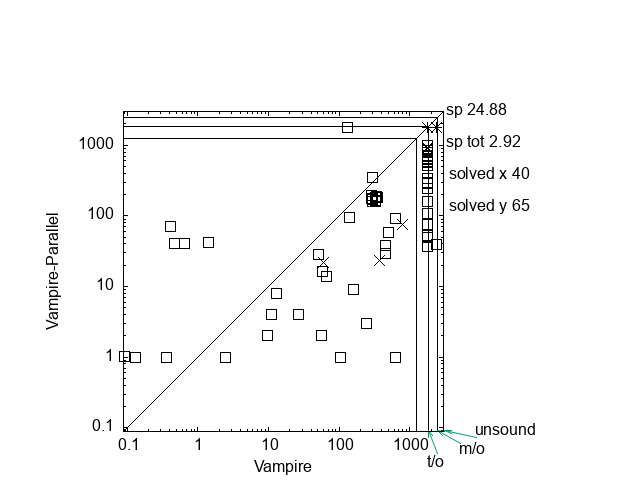 sp 24.88
sp tot 2.92
solved x 40
solved y 65
1000
100
10
1
0.1
Vampire-Parallel
0.1
1
10
100
1000
Vampire
unsound
m/o
t/o